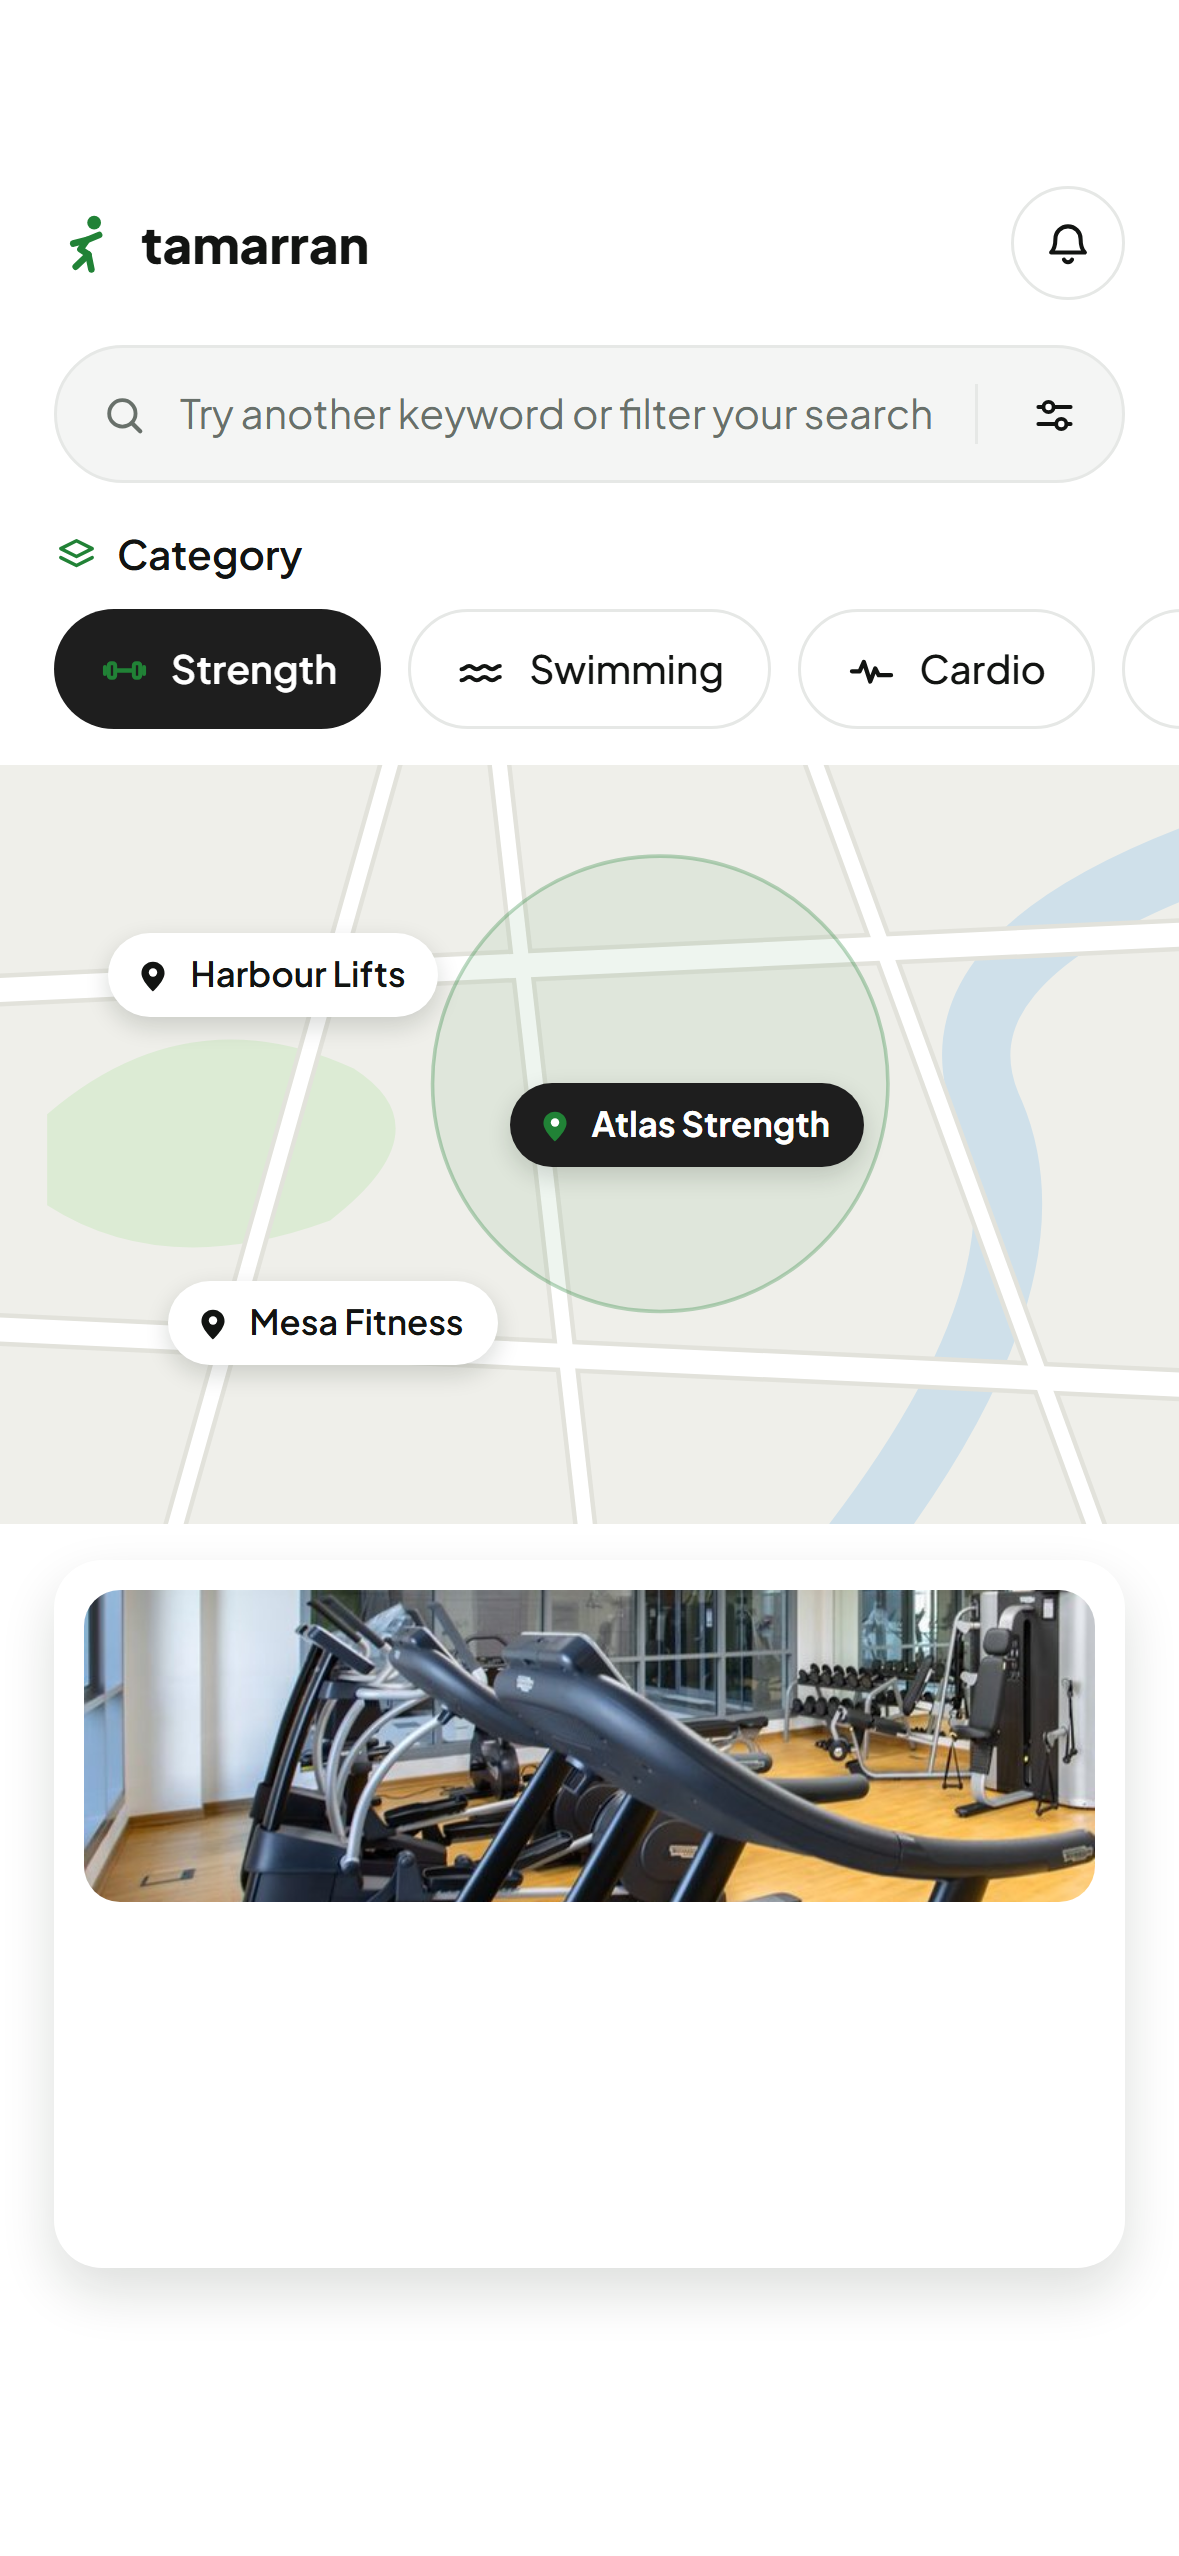 tamarran
Try another keyword or filter your search
Category
Strength
Swimming
Cardio
Harbour Lifts
Atlas Strength
Mesa Fitness